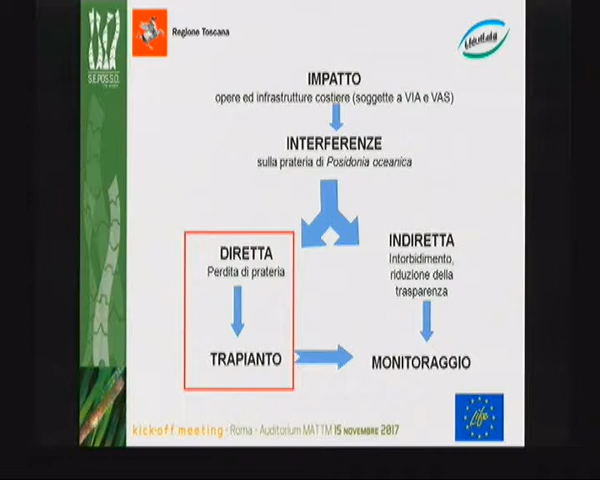 S.E.POS.S.O.
Regione Toscana
IMPATTO
opere ed infrastrutture costiere (soggette a VIA e VAS)
INTERFERENZE
sulla prateria di Posidonia oceanica
DIRETTA
Perdita di prateria
INDIRETTA
Intorbidimento,
riduzione della
trasparenza
TRAPIANTO
MONITORAGGIO
Life
kick-off meeting - Roma - Auditorium MATTM 15 NOVEMBRE 2017